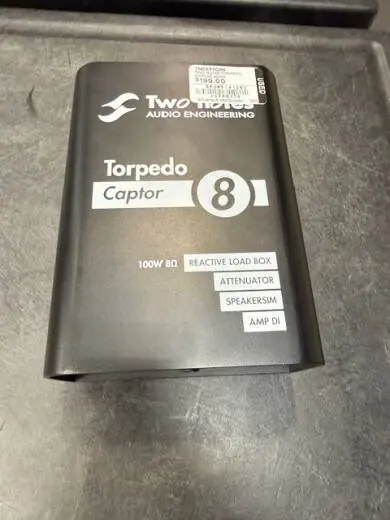 $199.00
USED
Two notes
AUDIO ENGINEERING
Torpedo
Captor 8
100W 8Ω REACTIVE LOAD BOX
ATTENUATOR
SPEAKERSIM
AMP DI